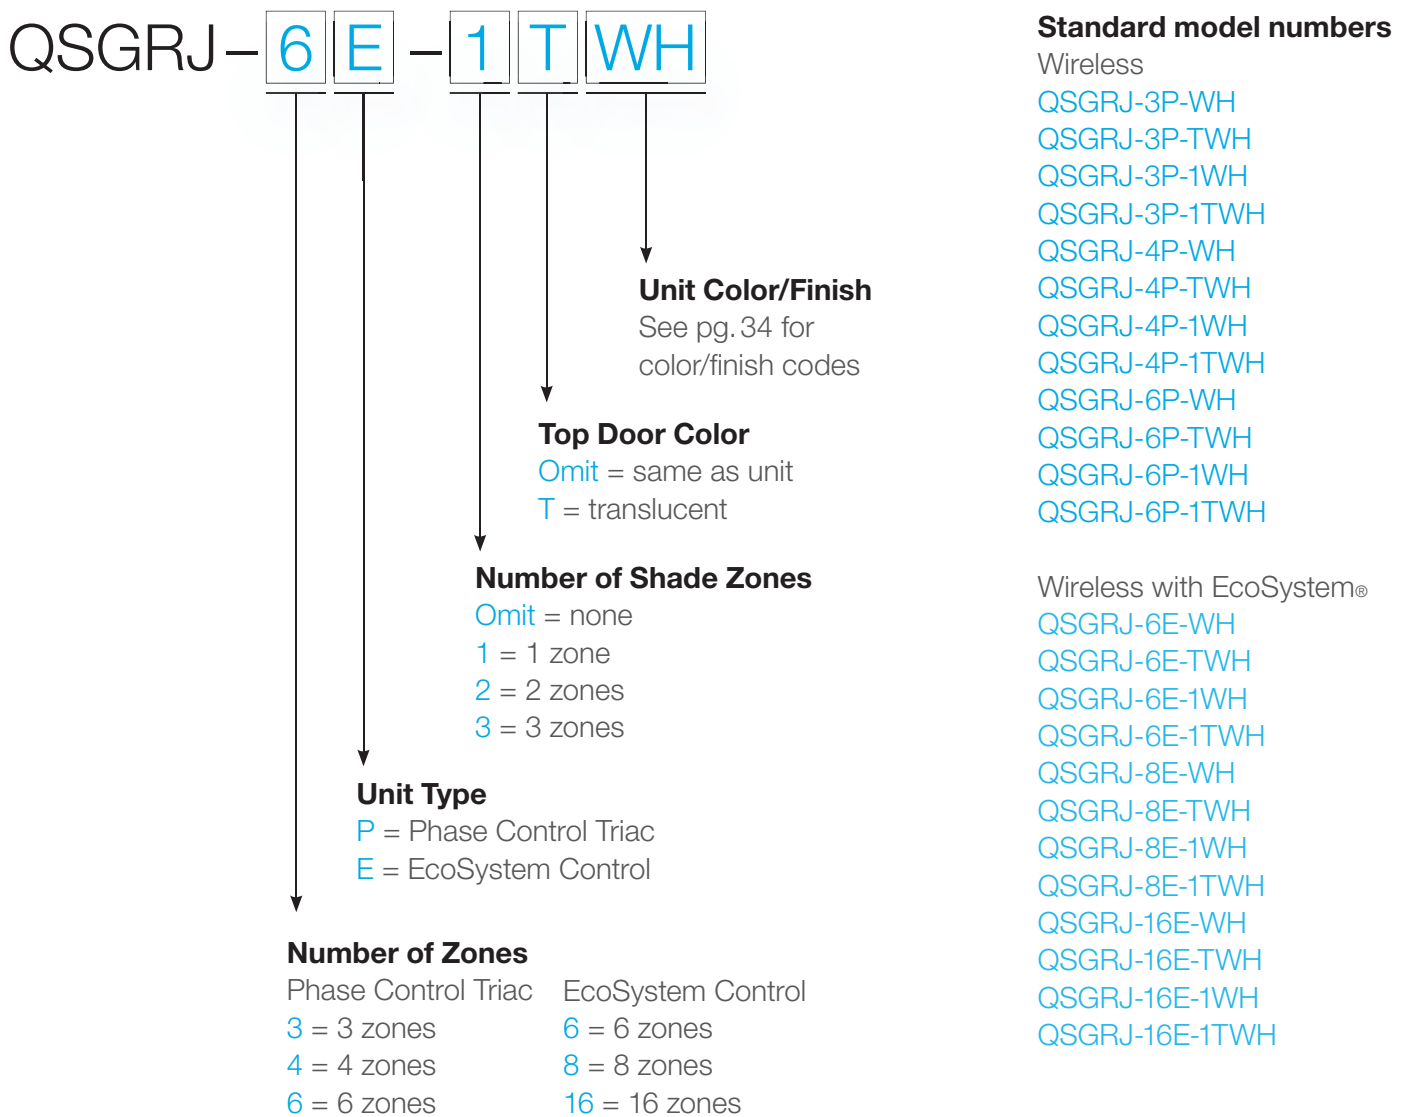 QSGRJ-6E-1TWH
Unit Color/Finish
See pg. 34 for
color/finish codes
Top Door Color
Omit = same as unit
T = translucent
Number of Shade Zones
Omit = none
1 = 1 zone
2 = 2 zones
3 = 3 zones
Unit Type
P = Phase Control Triac
E = EcoSystem Control
Number of Zones
Phase Control Triac
3 = 3 zones
4 = 4 zones
6 = 6 zones
EcoSystem Control
6 = 6 zones
8 = 8 zones
16 = 16 zones
Standard model numbers
Wireless
QSGRJ-3P-WH
QSGRJ-3P-TWH
QSGRJ-3P-1WH
QSGRJ-3P-1TWH
QSGRJ-4P-WH
QSGRJ-4P-TWH
QSGRJ-4P-1WH
QSGRJ-4P-1TWH
QSGRJ-6P-WH
QSGRJ-6P-TWH
QSGRJ-6P-1WH
QSGRJ-6P-1TWH
Wireless with EcoSystem®
QSGRJ-6E-WH
QSGRJ-6E-TWH
QSGRJ-6E-1WH
QSGRJ-6E-1TWH
QSGRJ-8E-WH
QSGRJ-8E-TWH
QSGRJ-8E-1WH
QSGRJ-8E-1TWH
QSGRJ-16E-WH
QSGRJ-16E-TWH
QSGRJ-16E-1WH
QSGRJ-16E-1TWH